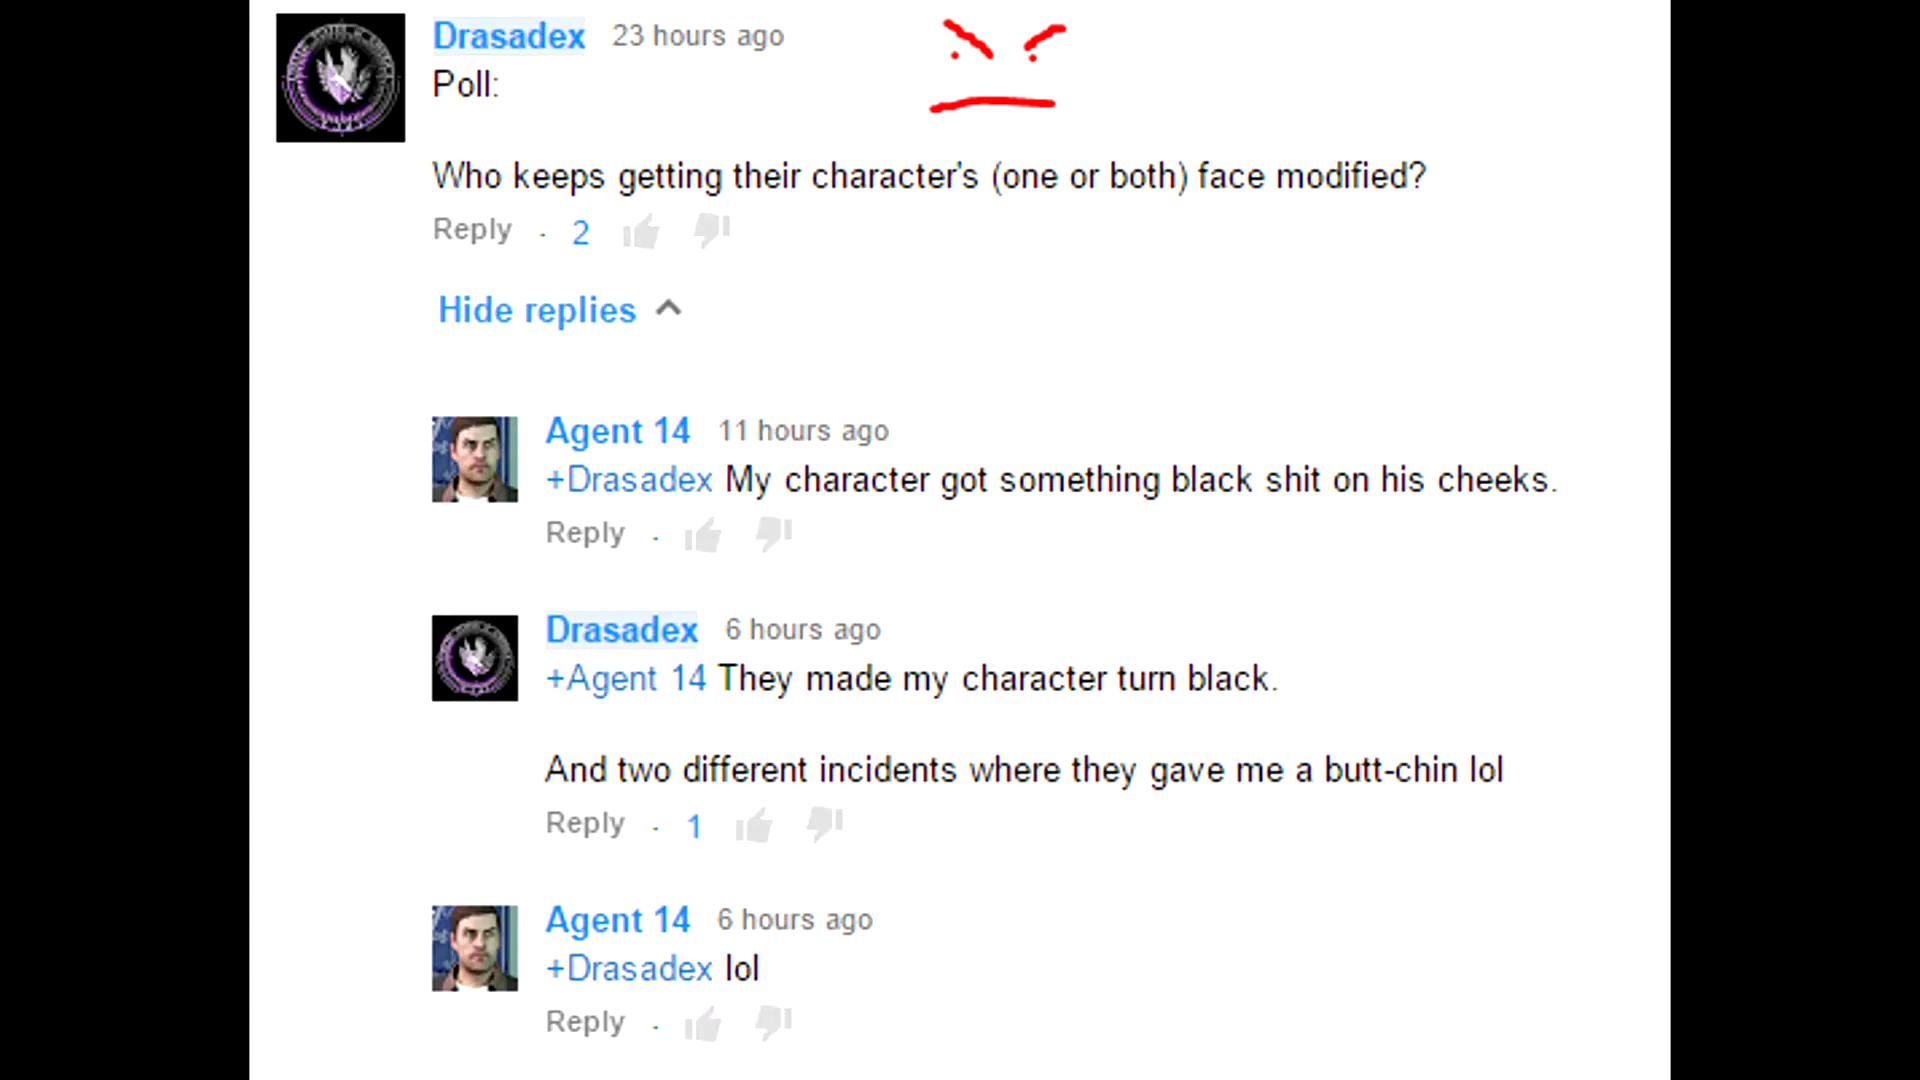 Drasadex 23 hours ago
Poll:
Who keeps getting their character's (one or both) face modified?
Reply · 2
Hide replies
Agent 14 11 hours ago
+Drasadex My character got something black shit on his cheeks.
Reply ·
Drasadex 6 hours ago
+Agent 14 They made my character turn black.
And two different incidents where they gave me a butt-chin lol
Reply · 1
Agent 14 6 hours ago
+Drasadex lol
Reply ·